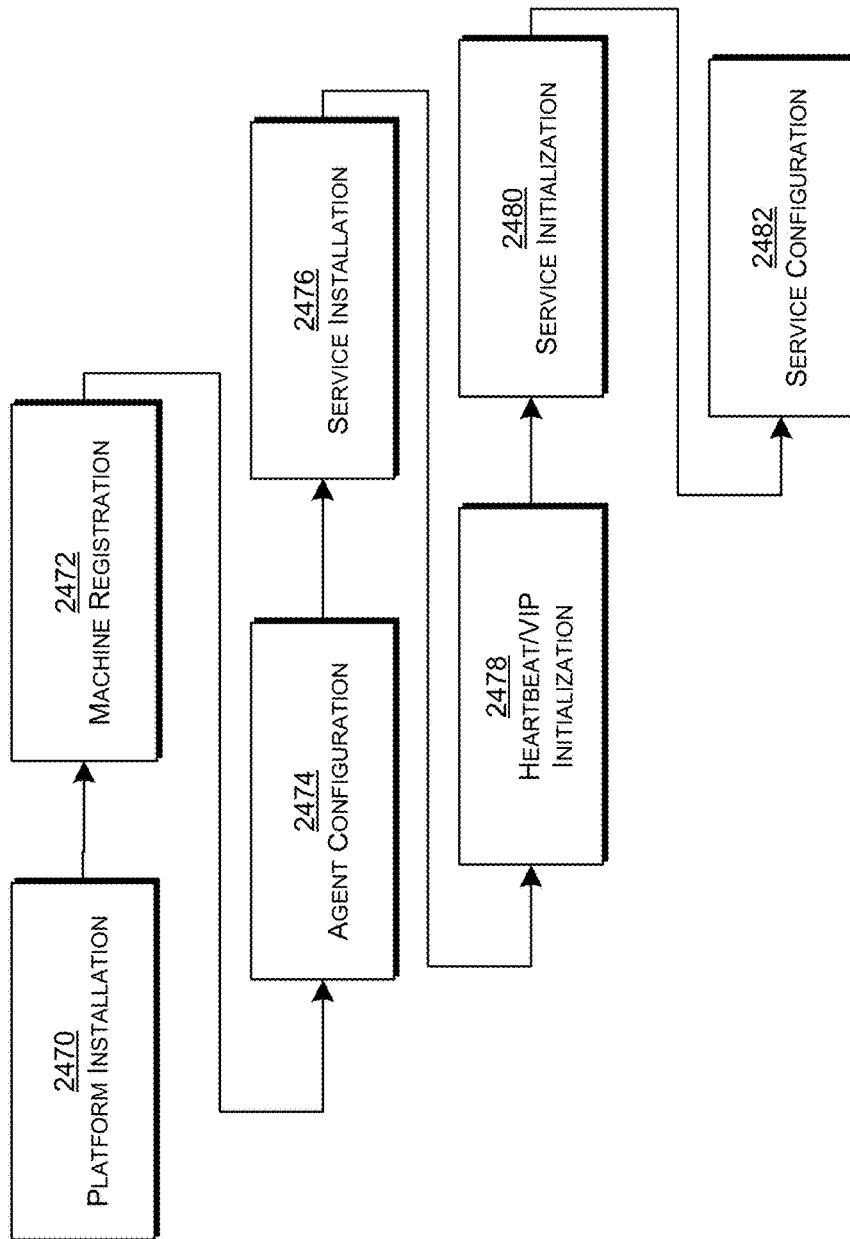 2470
PLATFORM INSTALLATION
2472
MACHINE REGISTRATION
2474
AGENT CONFIGURATION
2476
SERVICE INSTALLATION
2478
HEARTBEAT/VIP
INITIALIZATION
2480
SERVICE INITIALIZATION
2482
SERVICE CONFIGURATION